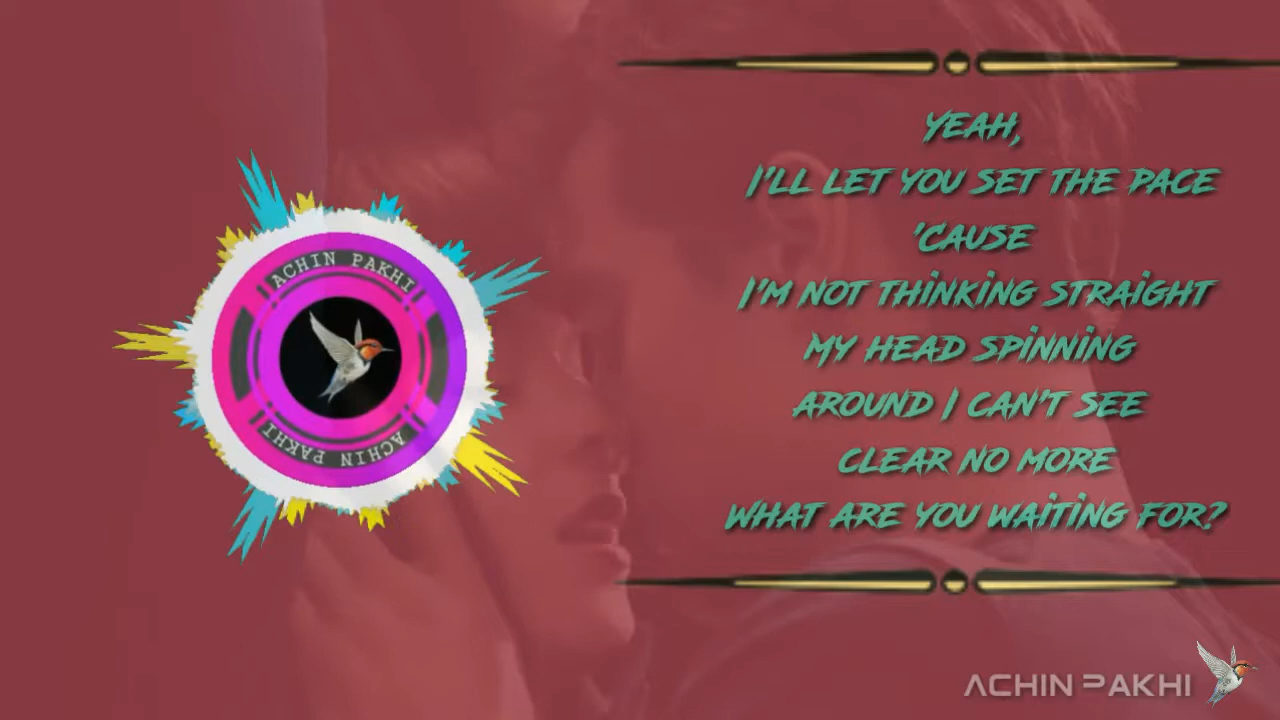 ACHIN PAKHI
ACHIN PAKHI
YEAH,
I'LL LET YOU SET THE PACE
'CAUSE
I'M NOT THINKING STRAIGHT
MY HEAD SPINNING
AROUND I CAN'T SEE
CLEAR NO MORE
WHAT ARE YOU WAITING FOR?
ACHIN PAKHI